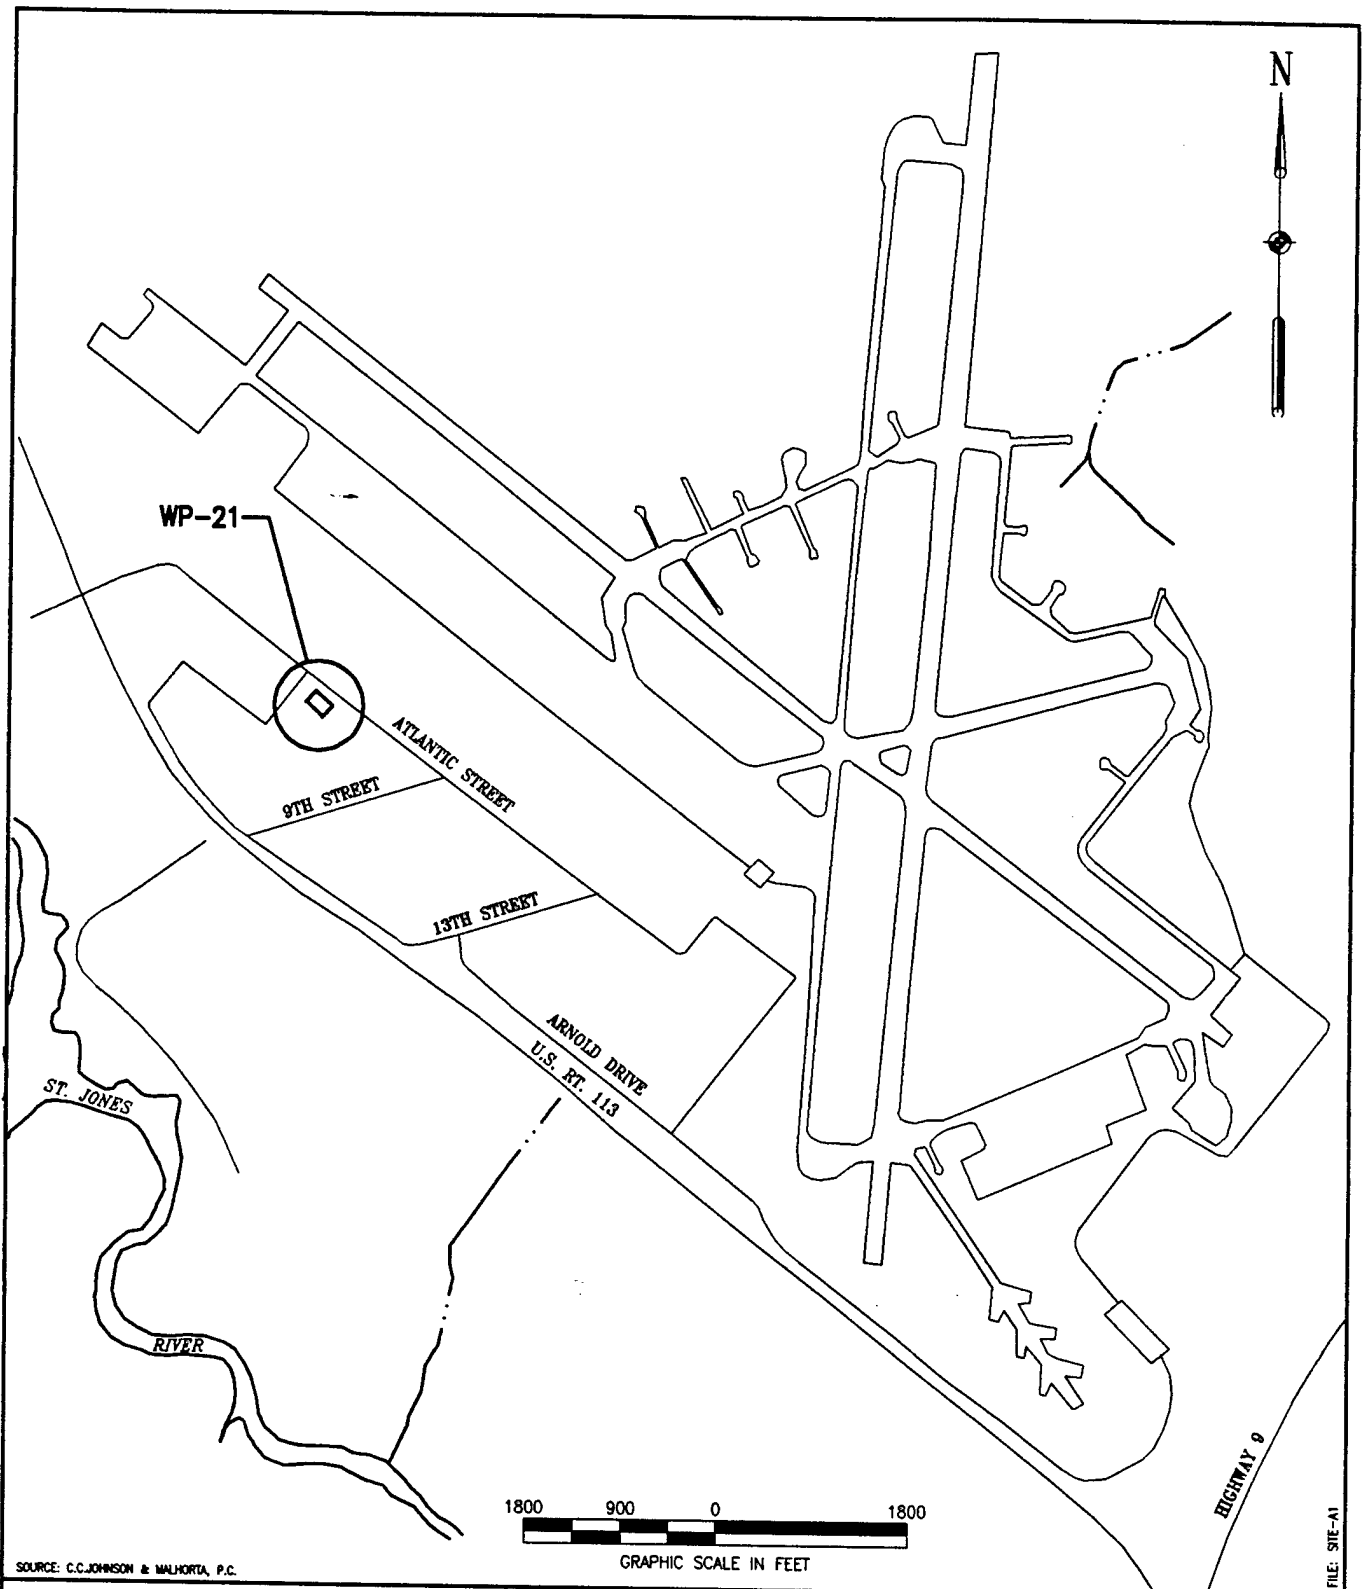 N
WP-21
ATLANTIC STREET
9TH STREET
13TH STREET
ARNOLD DRIVE
U.S. RT. 113
ST. JONES
RIVER
HIGHWAY 9
1800 900 0 1800
GRAPHIC SCALE IN FEET
SOURCE: C.C.JOHNSON & MALHORTA, P.C.
FILE: SITE-A1